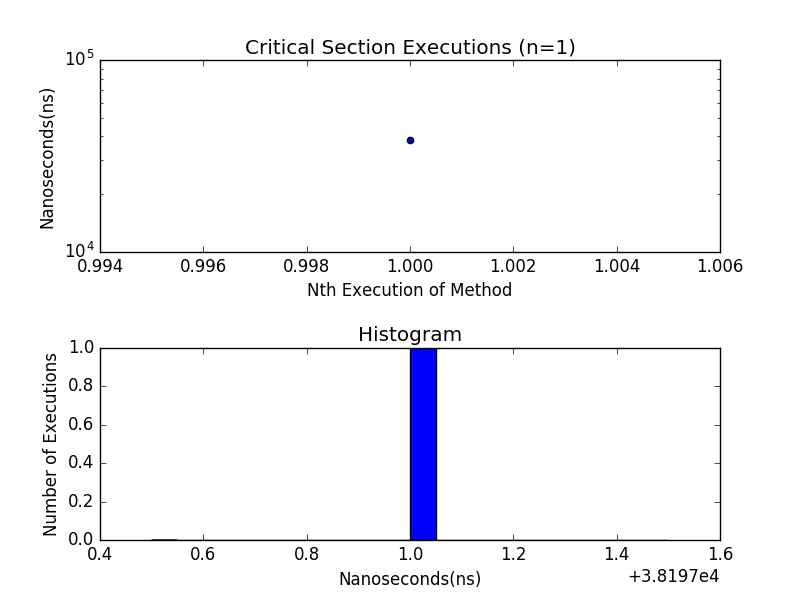 Critical Section Executions (n=1)
10^5
Nanoseconds(ns)
10^4
0.994 0.996 0.998 1.000 1.002 1.004 1.006
Nth Execution of Method
Histogram
1.0
0.8
0.6
0.4
0.2
0.0
Number of Executions
0.4 0.6 0.8 1.0 1.2 1.4 1.6
Nanoseconds(ns)
+3.8197e4